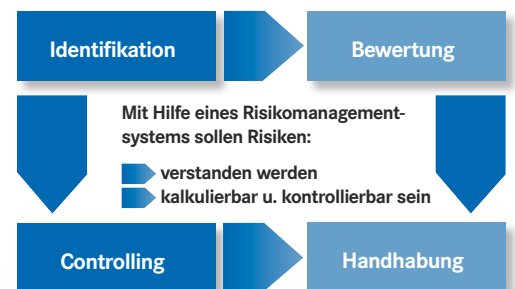 Identifikation
Bewertung
Mit Hilfe eines Risikomanagement-
systems sollen Risiken:
verstanden werden
kalkulierbar u. kontrollierbar sein
Controlling
Handhabung